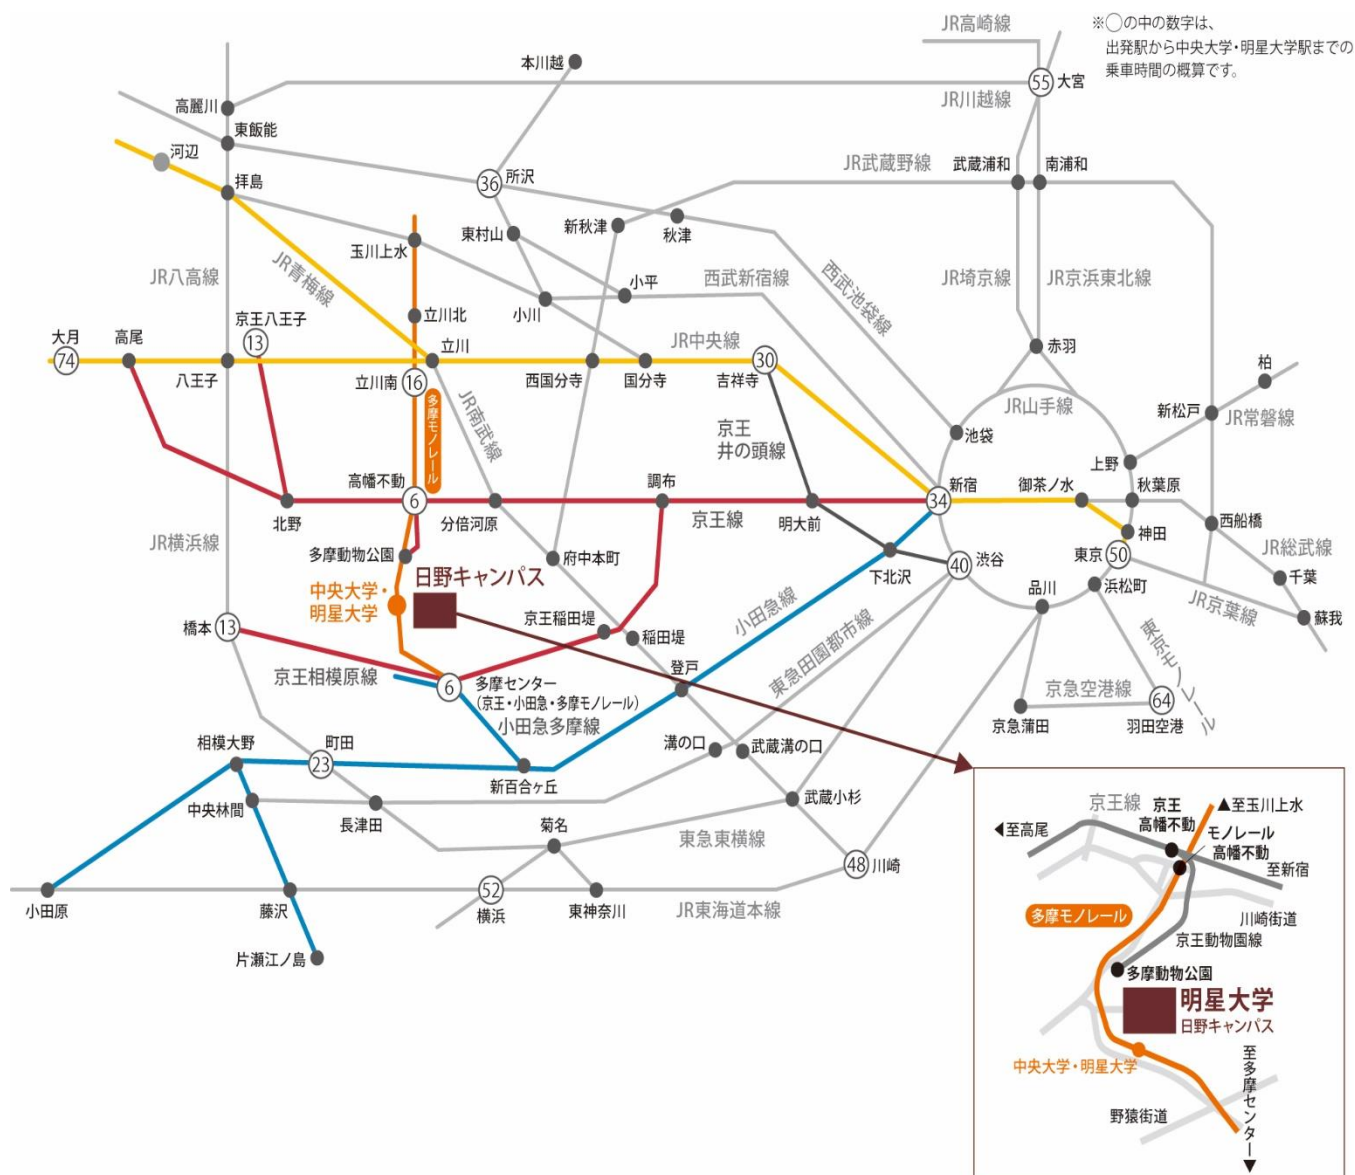 JR高崎線
※◯の中の数字は、
出発駅から中央大学・明星大学駅までの
乗車時間の概算です。
本川越
55
大宮
JR川越線
高麗川
東飯能
河辺
JR武蔵野線
武蔵浦和
南浦和
36
所沢
拝島
新秋津
秋津
東村山
玉川上水
JR八高線
JR青梅線
小平
西武新宿線
西武池袋線
JR埼京線
JR京浜東北線
小川
立川北
京王八王子
13
大月
74
高尾
立川
JR中央線
30
赤羽
柏
八王子
立川南
16
西国分寺
国分寺
吉祥寺
JR山手線
新松戸
JR常磐線
多摩モノレール
JR南武線
京王
井の頭線
池袋
上野
高幡不動
6
調布
新宿
34
御茶ノ水
秋葉原
北野
分倍河原
京王線
明大前
西船橋
神田
JR横浜線
多摩動物公園
府中本町
下北沢
40
渋谷
東京
50
JR総武線
千葉
日野キャンパス
中央大学・
明星大学
品川
浜松町
JR京葉線
蘇我
橋本
13
京王稲田堤
稲田堤
小田急線
東急田園都市線
東京モノレール
京王相模原線
6
多摩センター
(京王・小田急・多摩モノレール)
登戸
京急空港線
64
京急蒲田
羽田空港
小田急多摩線
相模大野
町田
23
溝の口
武蔵溝の口
新百合ヶ丘
中央林間
長津田
武蔵小杉
菊名
東急東横線
48
川崎
小田原
藤沢
52
横浜
東神奈川
JR東海道本線
片瀬江ノ島
京王線
京王
高幡不動
▲至玉川上水
◀至高尾
モノレール
高幡不動
至新宿
多摩モノレール
川崎街道
京王動物園線
多摩動物公園
明星大学
日野キャンパス
中央大学・明星大学
至多摩センター▼
野猿街道